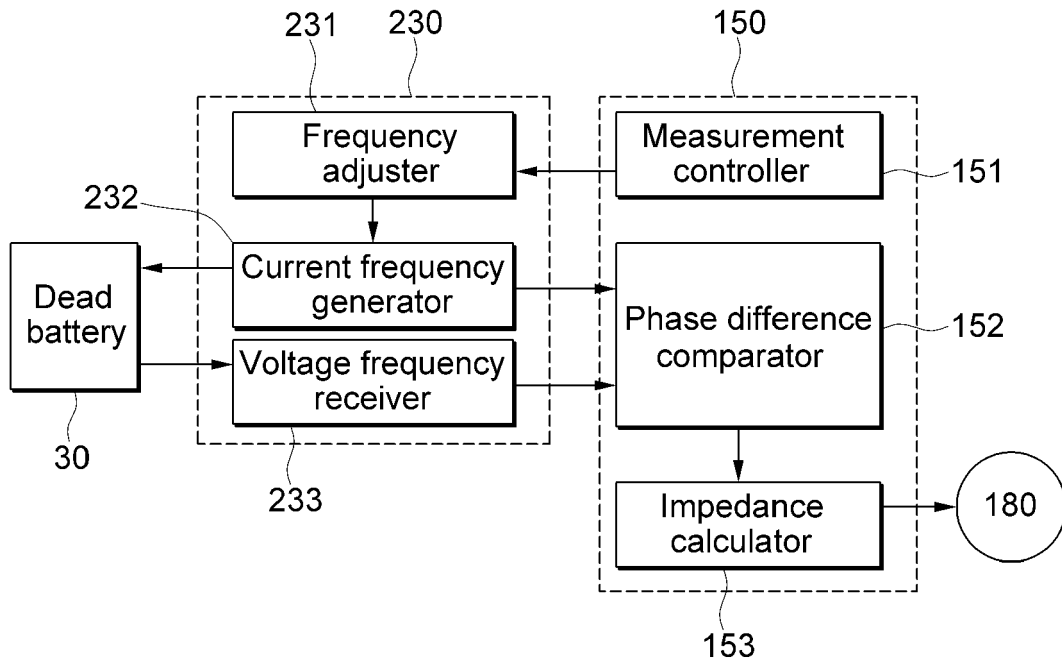 231
230
150
Frequency
adjuster
Measurement
controller
151
232
Dead
battery
Current frequency
generator
Phase difference
comparator
152
Voltage frequency
receiver
30
233
Impedance
calculator
180
153